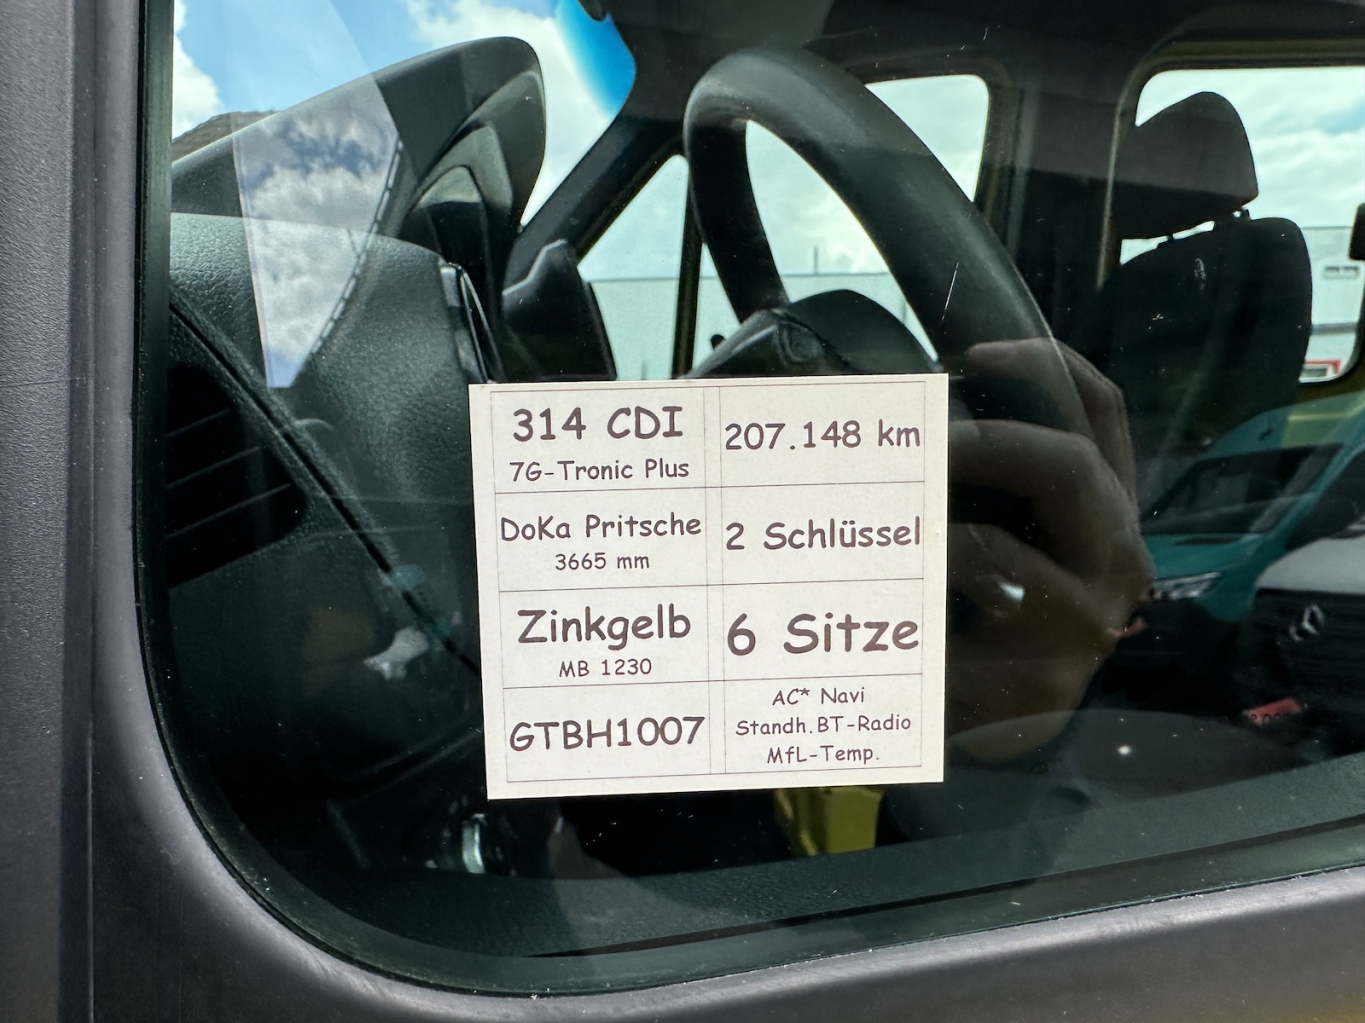 314 CDI
7G-Tronic Plus
207.148 km
DoKa Pritsche
3665 mm
2 Schlüssel
Zinkgelb
MB 1230
6 Sitze
GTBH1007
AC* Navi
Standh. BT-Radio
MfL-Temp.